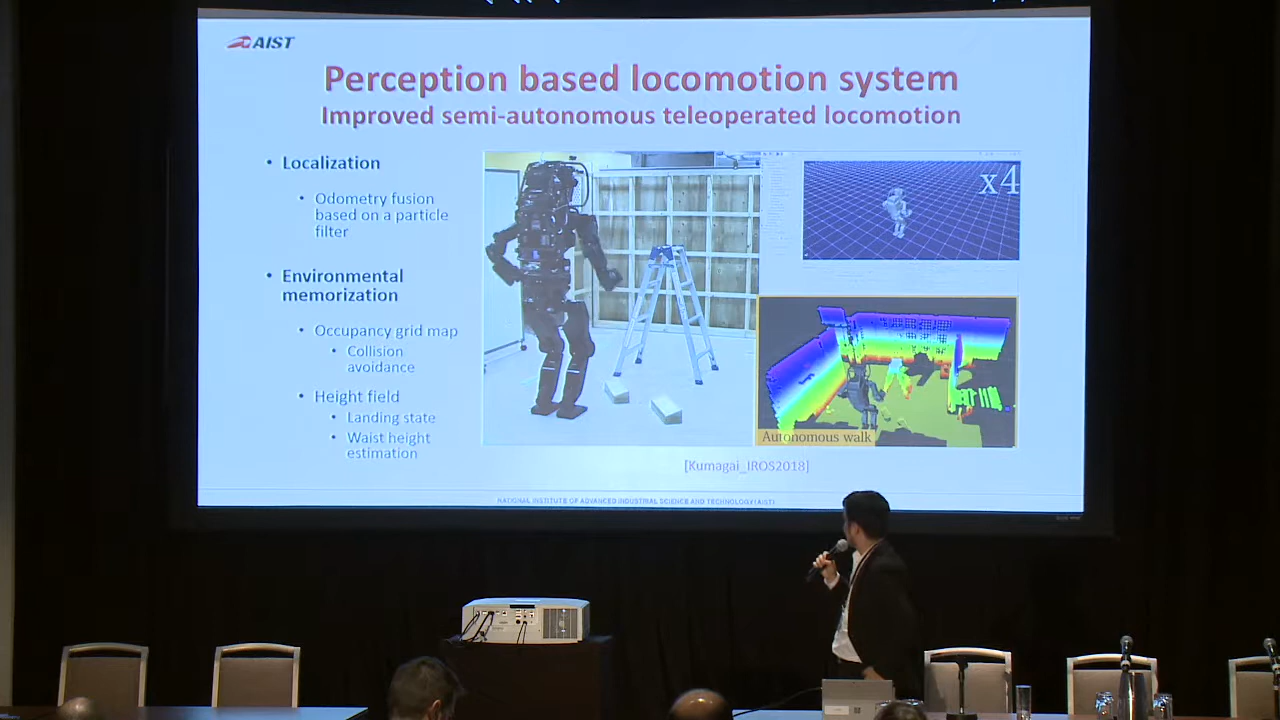 AIST
Perception based locomotion system
Improved semi-autonomous teleoperated locomotion
• Localization
• Odometry fusion
based on a particle
filter
• Environmental
memorization
• Occupancy grid map
• Collision
avoidance
• Height field
• Landing state
• Waist height
estimation
x4
Autonomous walk
[Kumagai_IROS2018]
NATIONAL INSTITUTE OF ADVANCED INDUSTRIAL SCIENCE AND TECHNOLOGY (AIST)